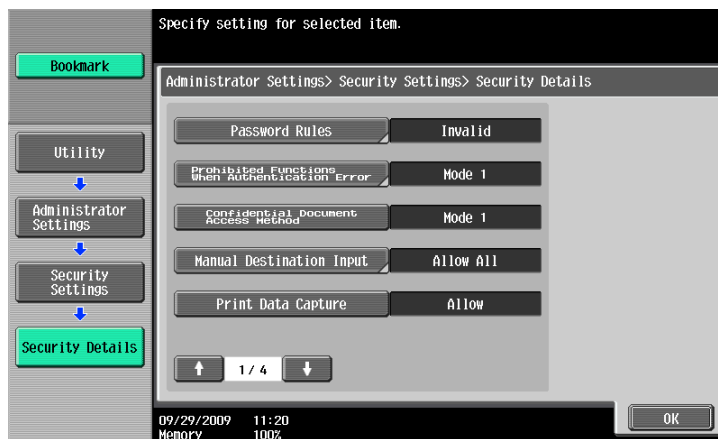 Specify setting for selected item.
Bookmark
Administrator Settings> Security Settings> Security Details
Password Rules
Invalid
Utility
Prohibited Functions
When Authentication Error
Mode 1
Administrator
Settings
Confidential Document
Access Method
Mode 1
Manual Destination Input
Allow All
Security
Settings
Print Data Capture
Allow
Security Details
1/ 4
09/29/2009 11:20
Memory 100%
OK